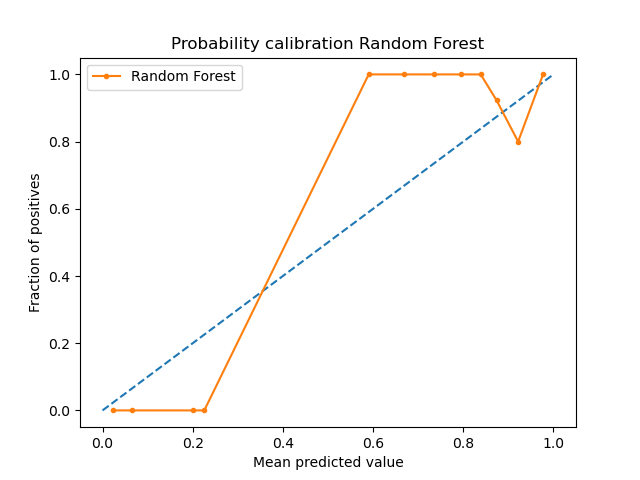 Probability calibration Random Forest
Random Forest
1.0
0.8
0.6
0.4
0.2
0.0
Fraction of positives
0.0 0.2 0.4 0.6 0.8 1.0
Mean predicted value